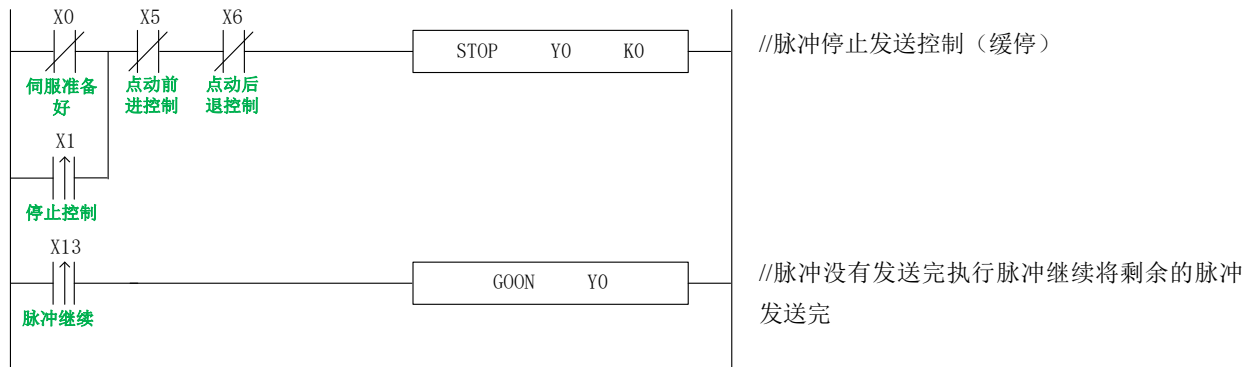 X0 X5 X6
STOP Y0 K0
//脉冲停止发送控制（缓停）
伺服准备
好
点动前
进控制
点动后
退控制
X1
停止控制
X13
GOON Y0
//脉冲没有发送完执行脉冲继续将剩余的脉冲
发送完
脉冲继续